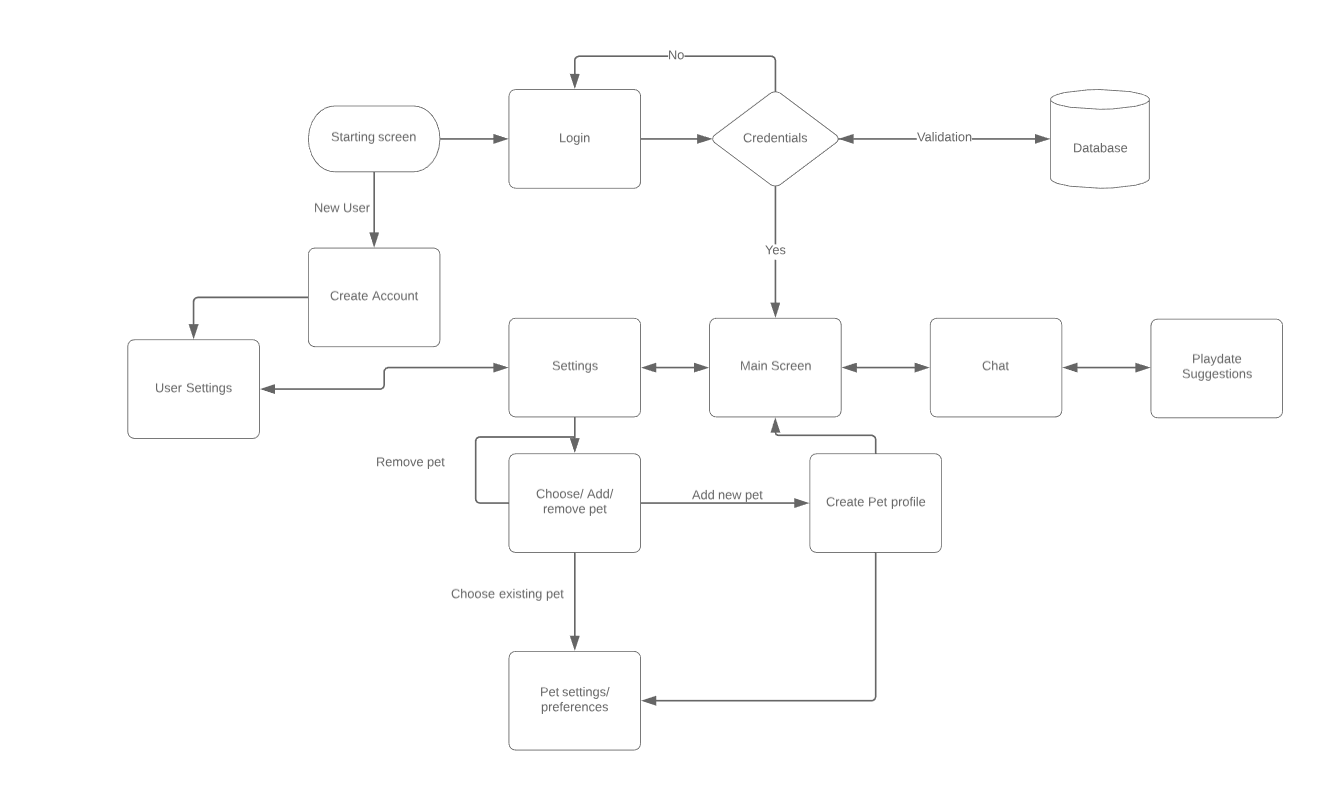 No
Starting screen
Login
Credentials
Validation
Database
New User
Yes
Create Account
User Settings
Settings
Main Screen
Chat
Playdate
Suggestions
Remove pet
Choose/ Add/
remove pet
Add new pet
Create Pet profile
Choose existing pet
Pet settings/
preferences